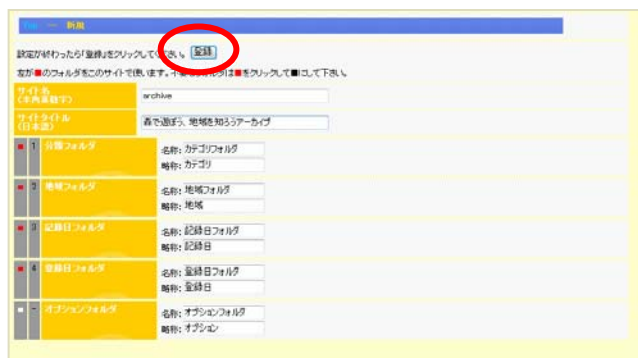 Top 一 新規
設定が終わったら「登録」をクリックしてください。 登録
左が■のフォルダをこのサイトで使います。不要なフォルダは■をクリックして■にして下さい。
サイト名
(半角英数字)
archive
サイトタイトル
(日本語)
森で遊ぼう、地域を知ろうアーカイブ
1 分類フォルダ
名称: カテゴリフォルダ
略称: カテゴリ
2 地域フォルダ
名称: 地域フォルダ
略称: 地域
3 記録日フォルダ
名称: 記録日フォルダ
略称: 記録日
4 登録日フォルダ
名称: 登録日フォルダ
略称: 登録日
- オプションフォルダ
名称: オプションフォルダ
略称: オプション